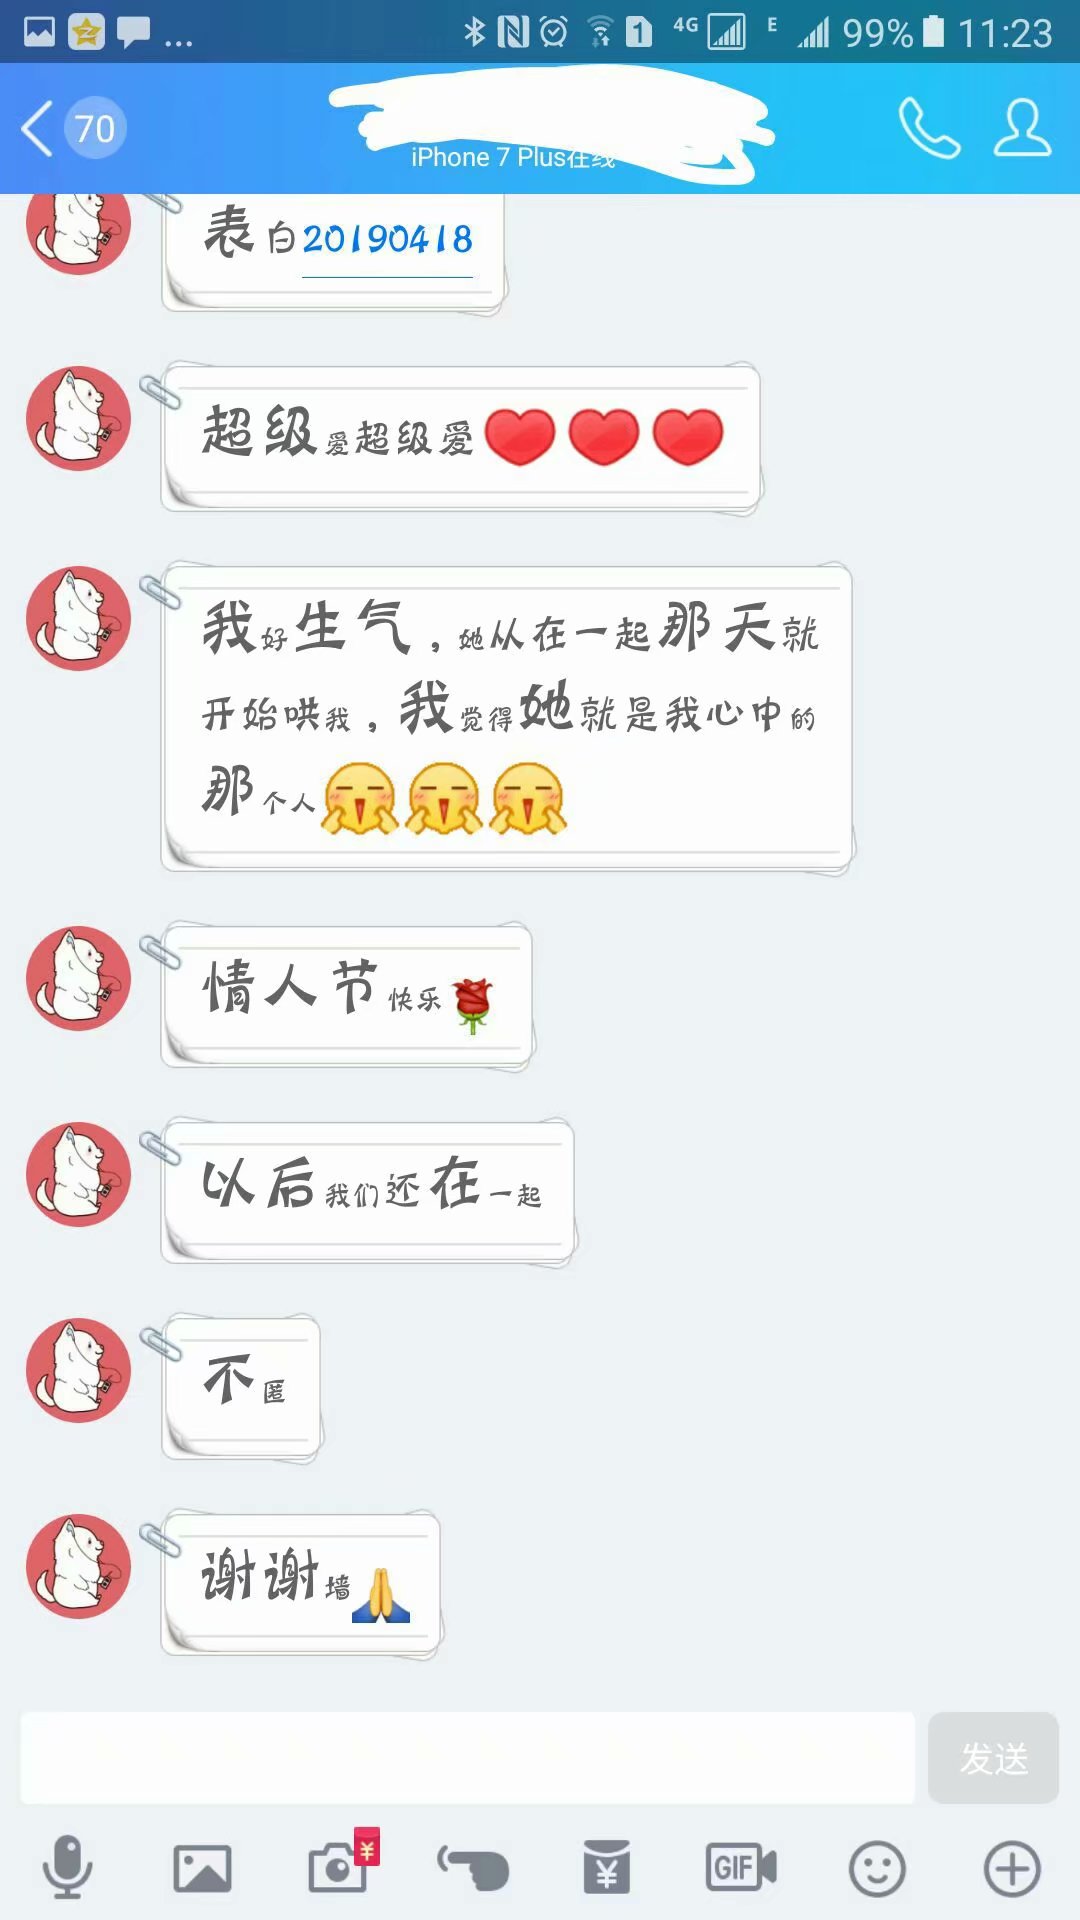 ... 1 4G E 99% 11:23
70
iPhone 7 Plus在线
表白20190418
超级爱超级爱
我好生气，她从在一起那天就
开始哄我，我觉得她就是我心中的
那个人
情人节快乐
以后我们还在一起
不匿
谢谢墙
发送
GIF